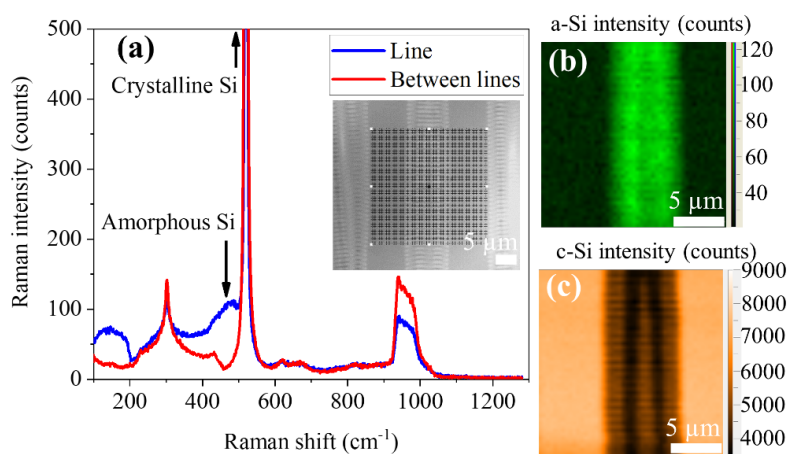 (a)
Line
Between lines
Crystalline Si
Amorphous Si
5 µm
Raman intensity (counts)
500
400
300
200
100
0
200
400
600
800
1000
1200
Raman shift (cm⁻¹)
a-Si intensity (counts)
(b)
120
100
80
60
40
5 µm
c-Si intensity (counts)
(c)
9000
8000
7000
6000
5000
4000
5 µm